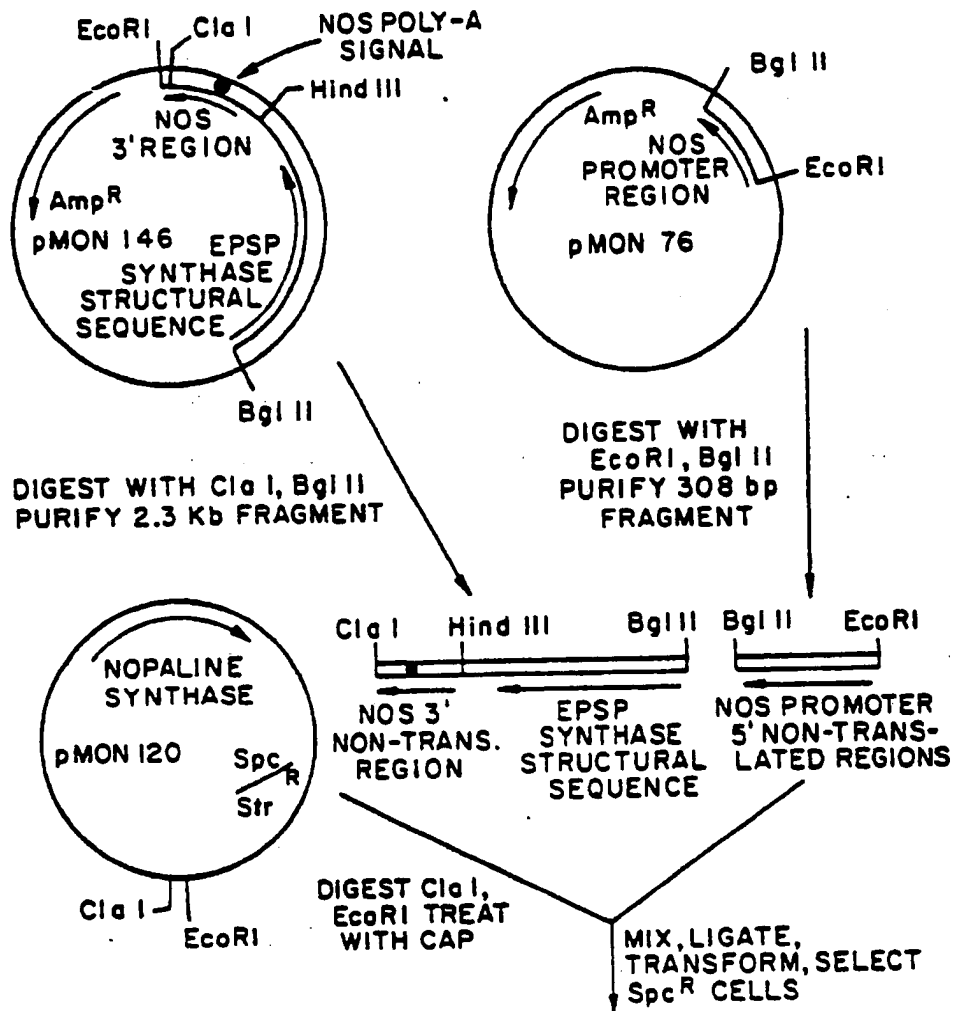 EcoRI
Cla I
NOS POLY-A
SIGNAL
Hind III
NOS
3' REGION
AmpR
pMON 146
EPSP
SYNTHASE
STRUCTURAL
SEQUENCE
Bgl II
Bgl II
AmpR
NOS
PROMOTER
REGION
EcoRI
pMON 76
DIGEST WITH Cla I, Bgl II
PURIFY 2.3 Kb FRAGMENT
DIGEST WITH
EcoRI, Bgl II
PURIFY 308 bp
FRAGMENT
NOPALINE
SYNTHASE
pMON 120
Spc
R
Str
Cla I
EcoRI
Cla I
Hind III
Bgl II
Bgl II
EcoRI
NOS 3'
NON-TRANS.
REGION
EPSP
SYNTHASE
STRUCTURAL
SEQUENCE
NOS PROMOTER
5' NON-TRANS-
LATED REGIONS
DIGEST Cla I,
EcoRI TREAT
WITH CAP
MIX, LIGATE,
TRANSFORM, SELECT
SpcR CELLS